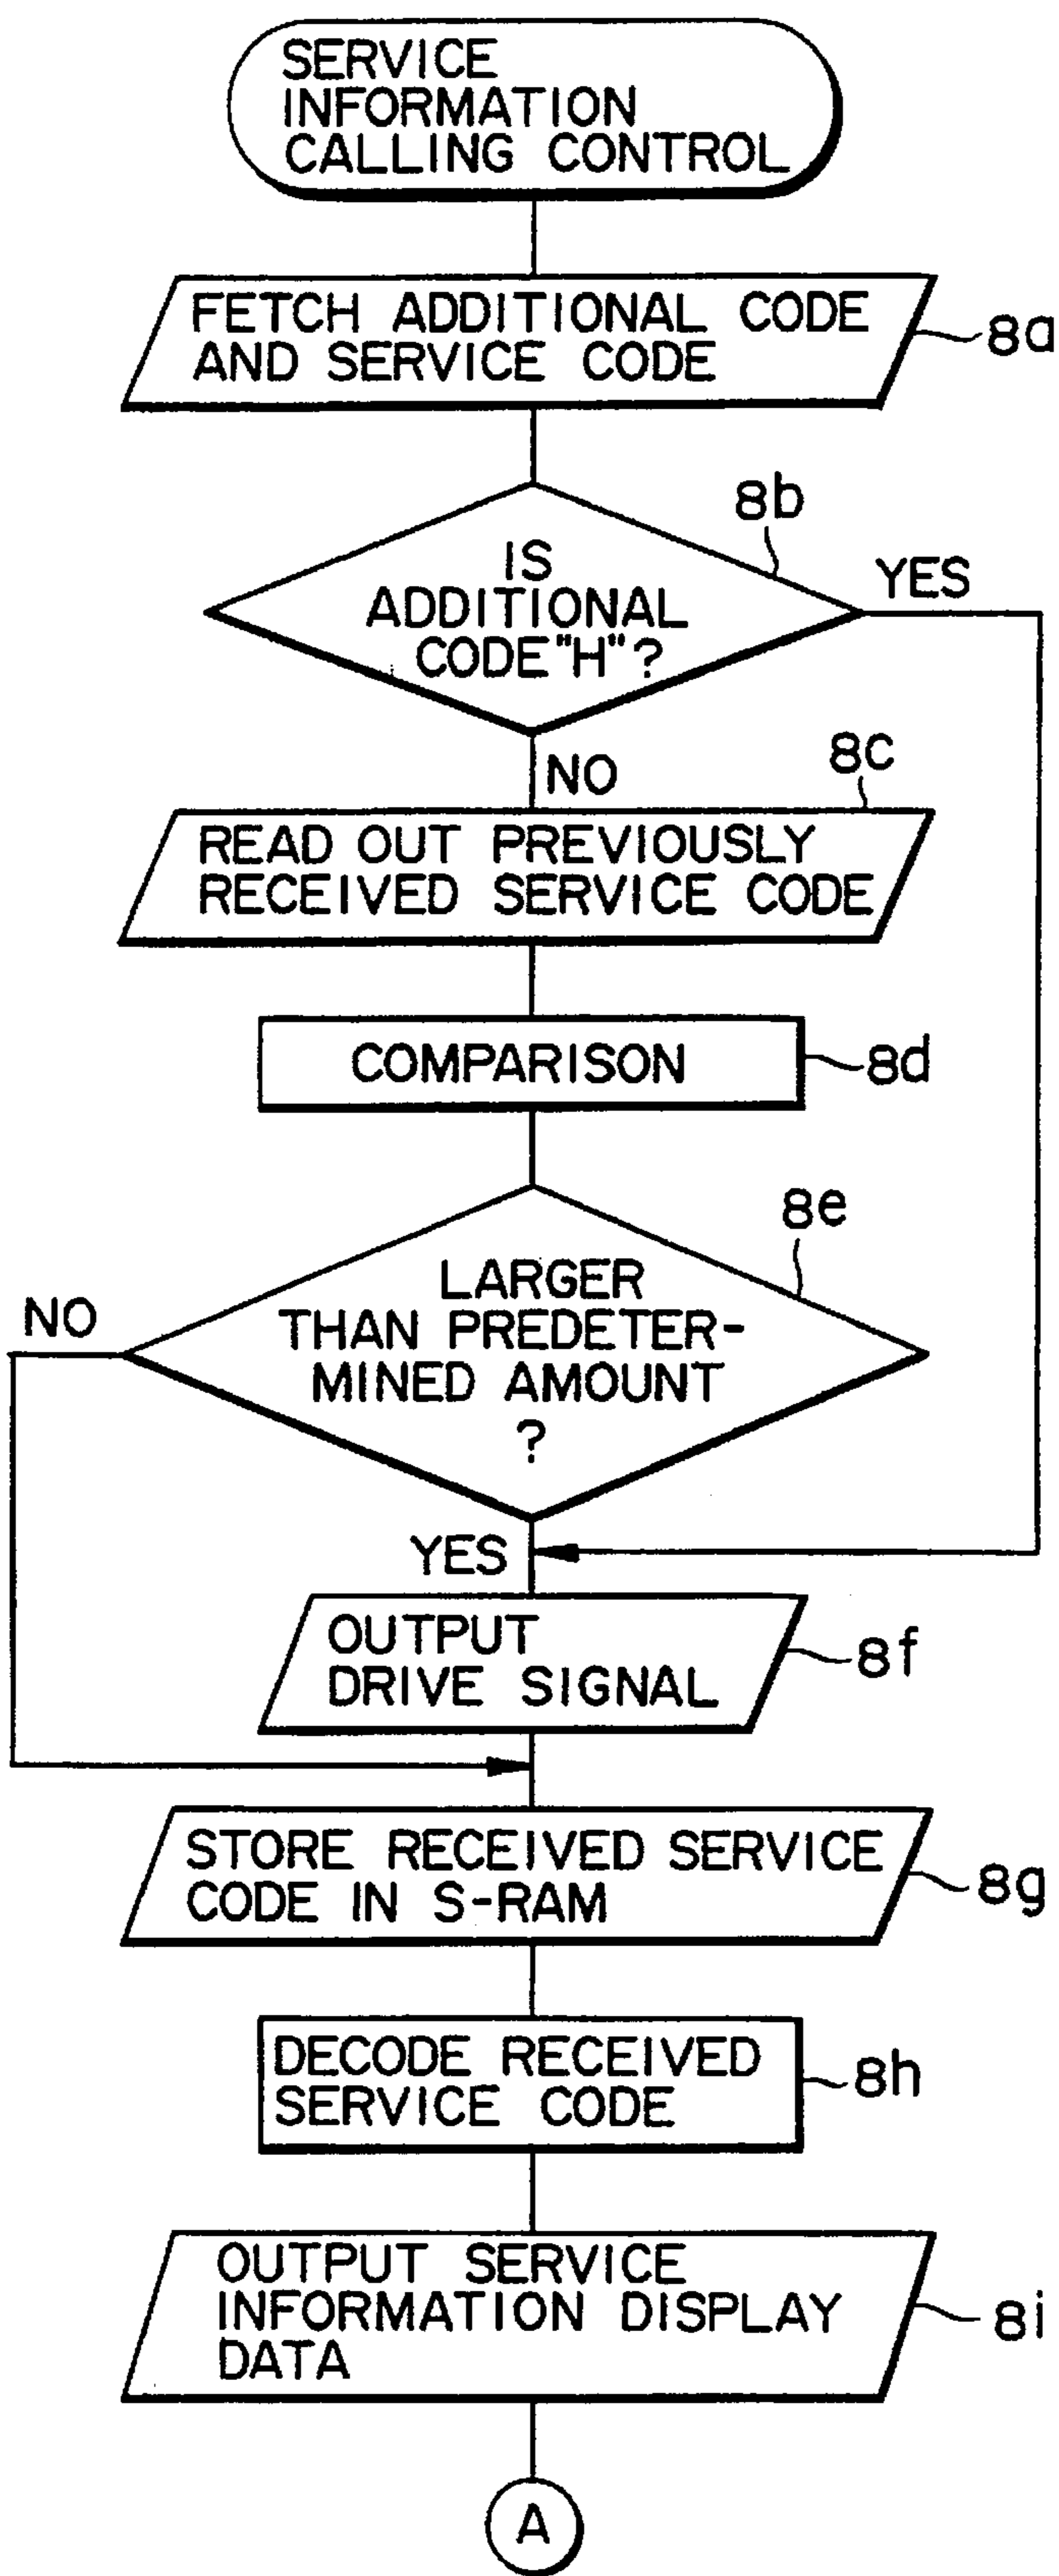 SERVICE
INFORMATION
CALLING CONTROL
FETCH ADDITIONAL CODE
AND SERVICE CODE
8a
8b
IS
ADDITIONAL
CODE "H" ?
YES
NO
8c
READ OUT PREVIOUSLY
RECEIVED SERVICE CODE
COMPARISON
8d
8e
LARGER
THAN PREDETER-
MINED AMOUNT
?
NO
YES
OUTPUT
DRIVE SIGNAL
8f
STORE RECEIVED SERVICE
CODE IN S-RAM
8g
DECODE RECEIVED
SERVICE CODE
8h
OUTPUT SERVICE
INFORMATION DISPLAY
DATA
8i
A